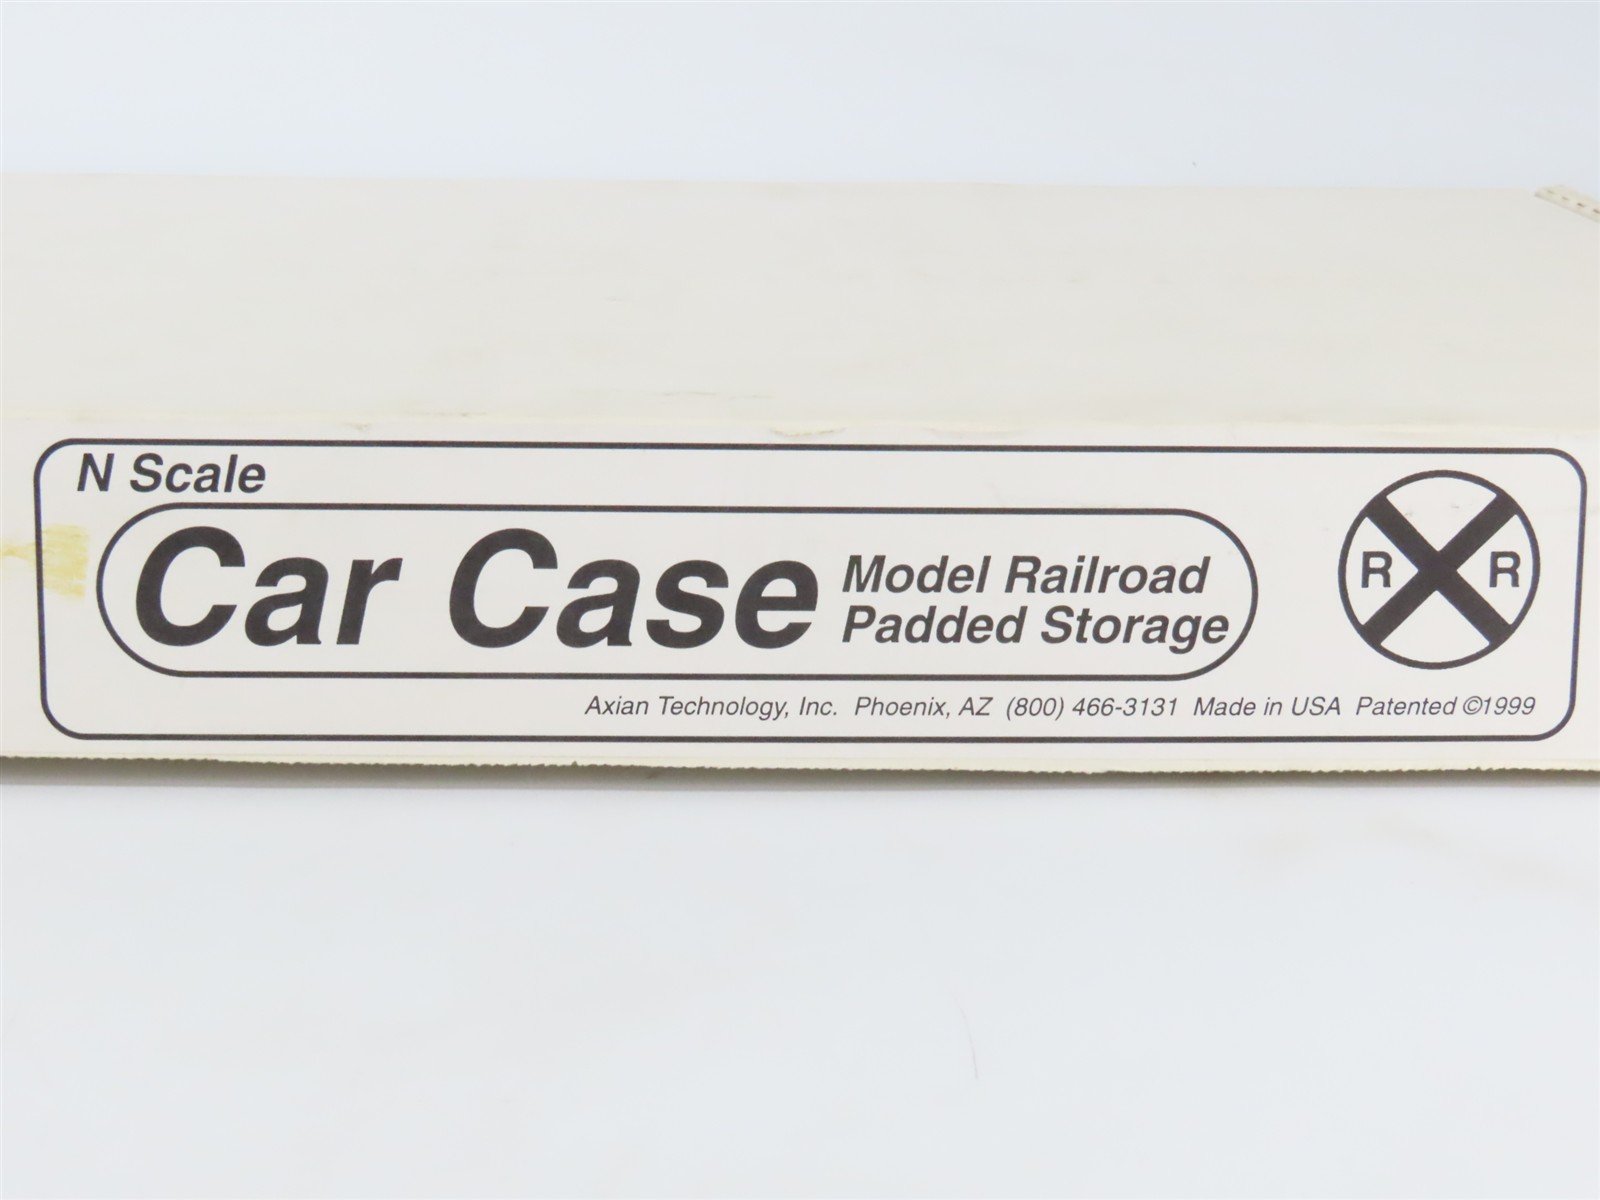 N Scale
Car Case
Model Railroad
Padded Storage
R R
Axian Technology, Inc. Phoenix, AZ (800) 466-3131 Made in USA Patented ©1999